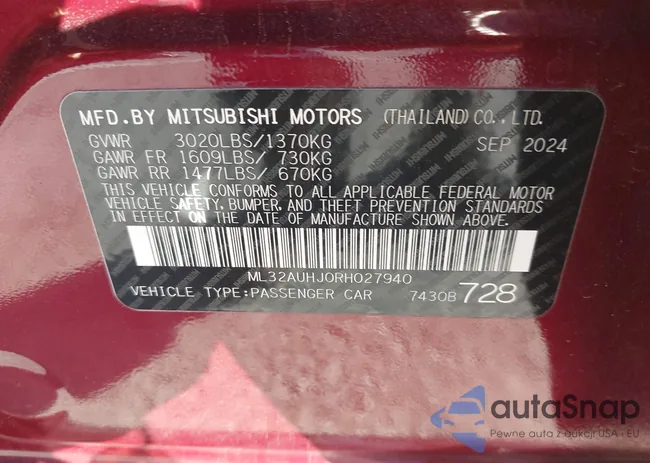 MFD.BY MITSUBISHI MOTORS (THAILAND)CO.,LTD.
GVWR 3020LBS/1370KG SEP 2024
GAWR FR 1609LBS/ 730KG
GAWR RR 1477LBS/ 670KG
THIS VEHICLE CONFORMS TO ALL APPLICABLE FEDERAL MOTOR
VEHICLE SAFETY, BUMPER, AND THEFT PREVENTION STANDARDS
IN EFFECT ON THE DATE OF MANUFACTURE SHOWN ABOVE.
ML32AUHJ0RH027940
VEHICLE TYPE:PASSENGER CAR 7430B 728
autoSnap
Pewne auta z aukcji USA i EU